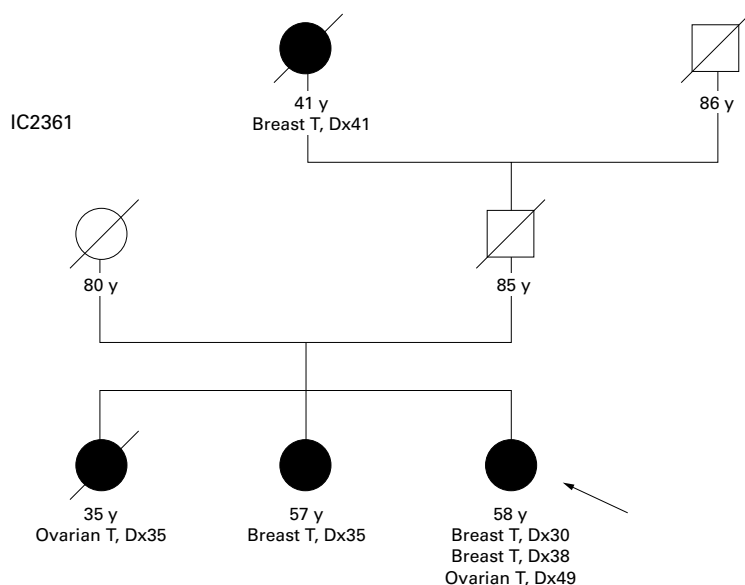 41 y
Breast T, Dx41
86 y
IC2361
80 y
85 y
35 y
Ovarian T, Dx35
57 y
Breast T, Dx35
58 y
Breast T, Dx30
Breast T, Dx38
Ovarian T, Dx49